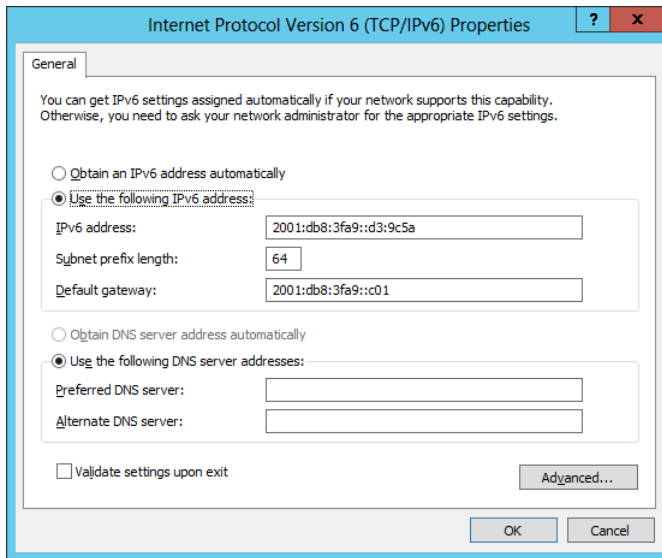 Internet Protocol Version 6 (TCP/IPv6) Properties
? x
General
You can get IPv6 settings assigned automatically if your network supports this capability.
Otherwise, you need to ask your network administrator for the appropriate IPv6 settings.
Obtain an IPv6 address automatically
Use the following IPv6 address:
IPv6 address: 2001:db8:3fa9::d3:9c5a
Subnet prefix length: 64
Default gateway: 2001:db8:3fa9::c01
Obtain DNS server address automatically
Use the following DNS server addresses:
Preferred DNS server:
Alternate DNS server:
Validate settings upon exit
Advanced...
OK Cancel